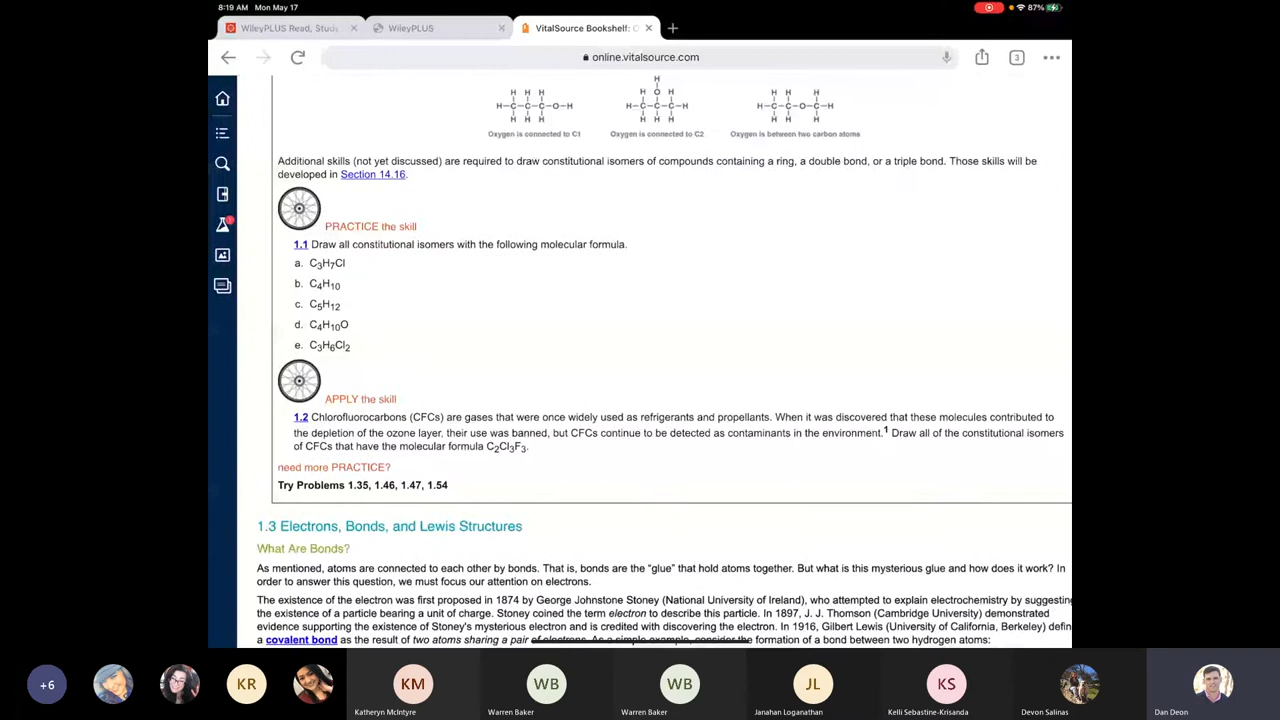 8:19 AM Mon May 17
87%
WileyPLUS Read, Stud
WileyPLUS
VitalSource Bookshelf: O
online.vitalsource.com
3
Oxygen is connected to C1
Oxygen is connected to C2
Oxygen is between two carbon atoms
Additional skills (not yet discussed) are required to draw constitutional isomers of compounds containing a ring, a double bond, or a triple bond. Those skills will be
developed in Section 14.16.
PRACTICE the skill
1.1 Draw all constitutional isomers with the following molecular formula.
a. C₃H₇Cl
b. C₄H₁₀
c. C₅H₁₂
d. C₄H₁₀O
e. C₃H₆Cl₂
APPLY the skill
1.2 Chlorofluorocarbons (CFCs) are gases that were once widely used as refrigerants and propellants. When it was discovered that these molecules contributed to
the depletion of the ozone layer, their use was banned, but CFCs continue to be detected as contaminants in the environment.¹ Draw all of the constitutional isomers
of CFCs that have the molecular formula C₂Cl₃F₃.
need more PRACTICE?
Try Problems 1.35, 1.46, 1.47, 1.54
1.3 Electrons, Bonds, and Lewis Structures
What Are Bonds?
As mentioned, atoms are connected to each other by bonds. That is, bonds are the “glue” that hold atoms together. But what is this mysterious glue and how does it work? In
order to answer this question, we must focus our attention on electrons.
The existence of the electron was first proposed in 1874 by George Johnstone Stoney (National University of Ireland), who attempted to explain electrochemistry by suggesting
the existence of a particle bearing a unit of charge. Stoney coined the term electron to describe this particle. In 1897, J. J. Thomson (Cambridge University) demonstrated
evidence supporting the existence of Stoney's mysterious electron and is credited with discovering the electron. In 1916, Gilbert Lewis (University of California, Berkeley) defin
a covalent bond as the result of two atoms sharing a pair of electrons. As a simple example, consider the formation of a bond between two hydrogen atoms:
+6
KR
KM
WB
WB
JL
KS
Katheryn McIntyre
Warren Baker
Warren Baker
Janahan Loganathan
Kelli Sebastine-Krisanda
Devon Salinas
Dan Deon